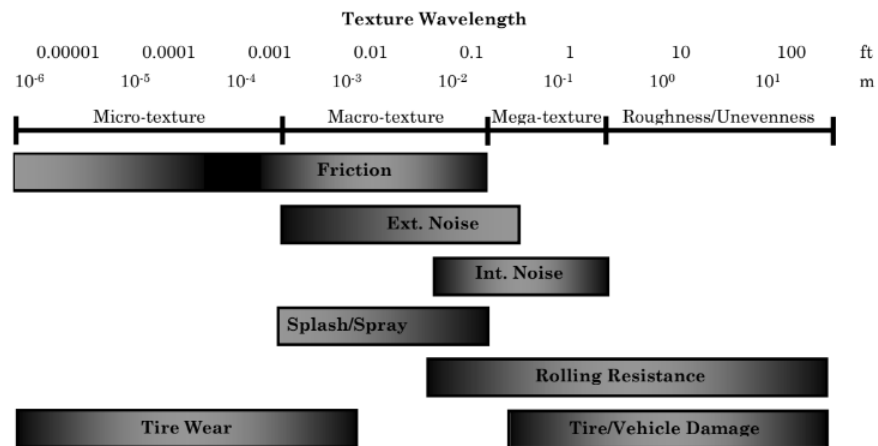 Texture Wavelength
0.00001 0.0001 0.001 0.01 0.1 1 10 100 ft
10⁻⁶ 10⁻⁵ 10⁻⁴ 10⁻³ 10⁻² 10⁻¹ 10⁰ 10¹ m
Micro-texture Macro-texture Mega-texture Roughness/Unevenness
Friction
Ext. Noise
Int. Noise
Splash/Spray
Rolling Resistance
Tire Wear Tire/Vehicle Damage